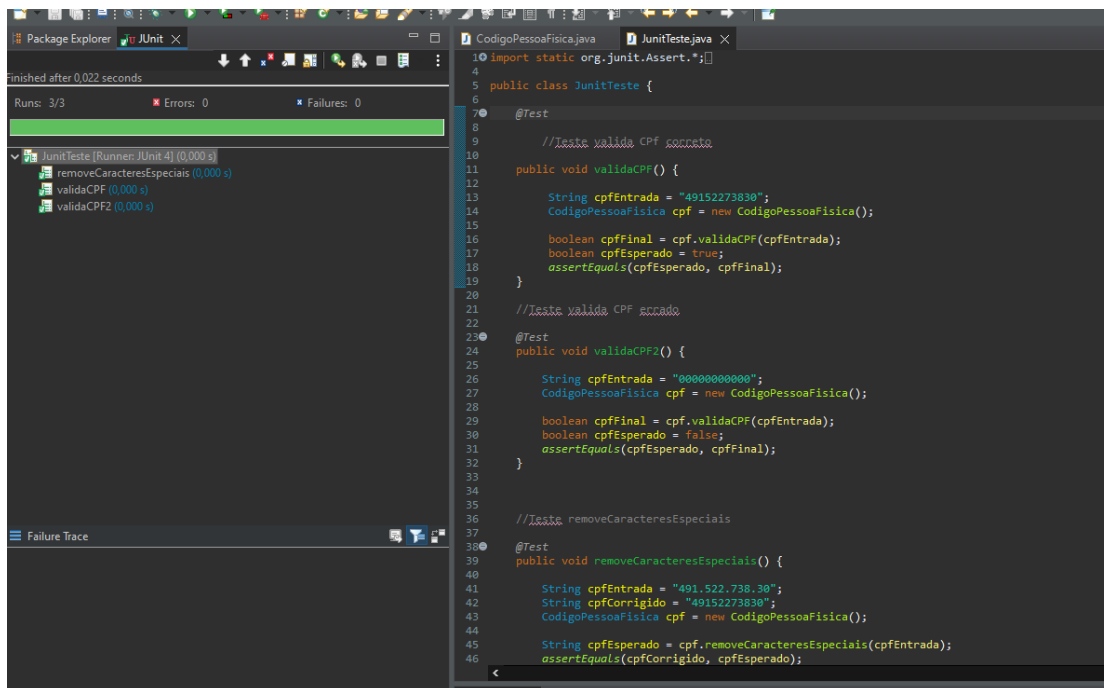 Package Explorer
JUnit
Finished after 0,022 seconds
Runs: 3/3 Errors: 0 Failures: 0
JunitTeste [Runner: JUnit 4] (0,000 s)
removeCaracteresEspeciais (0,000 s)
validaCPF (0,000 s)
validaCPF2 (0,000 s)
Failure Trace
CodigoPessoaFisica.java
JunitTeste.java
1 import static org.junit.Assert.*;
4
5 public class JunitTeste {
6
7 @Test
8
9 //Teste valida CPf correto
10
11 public void validaCPF() {
12
13 String cpfEntrada = "49152273830";
14 CodigoPessoaFisica cpf = new CodigoPessoaFisica();
15
16 boolean cpfFinal = cpf.validaCPF(cpfEntrada);
17 boolean cpfEsperado = true;
18 assertEquals(cpfEsperado, cpfFinal);
19 }
20
21 //Teste valida CPF errado
22
23 @Test
24 public void validaCPF2() {
25
26 String cpfEntrada = "00000000000";
27 CodigoPessoaFisica cpf = new CodigoPessoaFisica();
28
29 boolean cpfFinal = cpf.validaCPF(cpfEntrada);
30 boolean cpfEsperado = false;
31 assertEquals(cpfEsperado, cpfFinal);
32 }
33
34
35
36 //Teste removeCaracteresEspeciais
37
38 @Test
39 public void removeCaracteresEspeciais() {
40
41 String cpfEntrada = "491.522.738.30";
42 String cpfCorrigido = "49152273830";
43 CodigoPessoaFisica cpf = new CodigoPessoaFisica();
44
45 String cpfEsperado = cpf.removeCaracteresEspeciais(cpfEntrada);
46 assertEquals(cpfCorrigido, cpfEsperado);